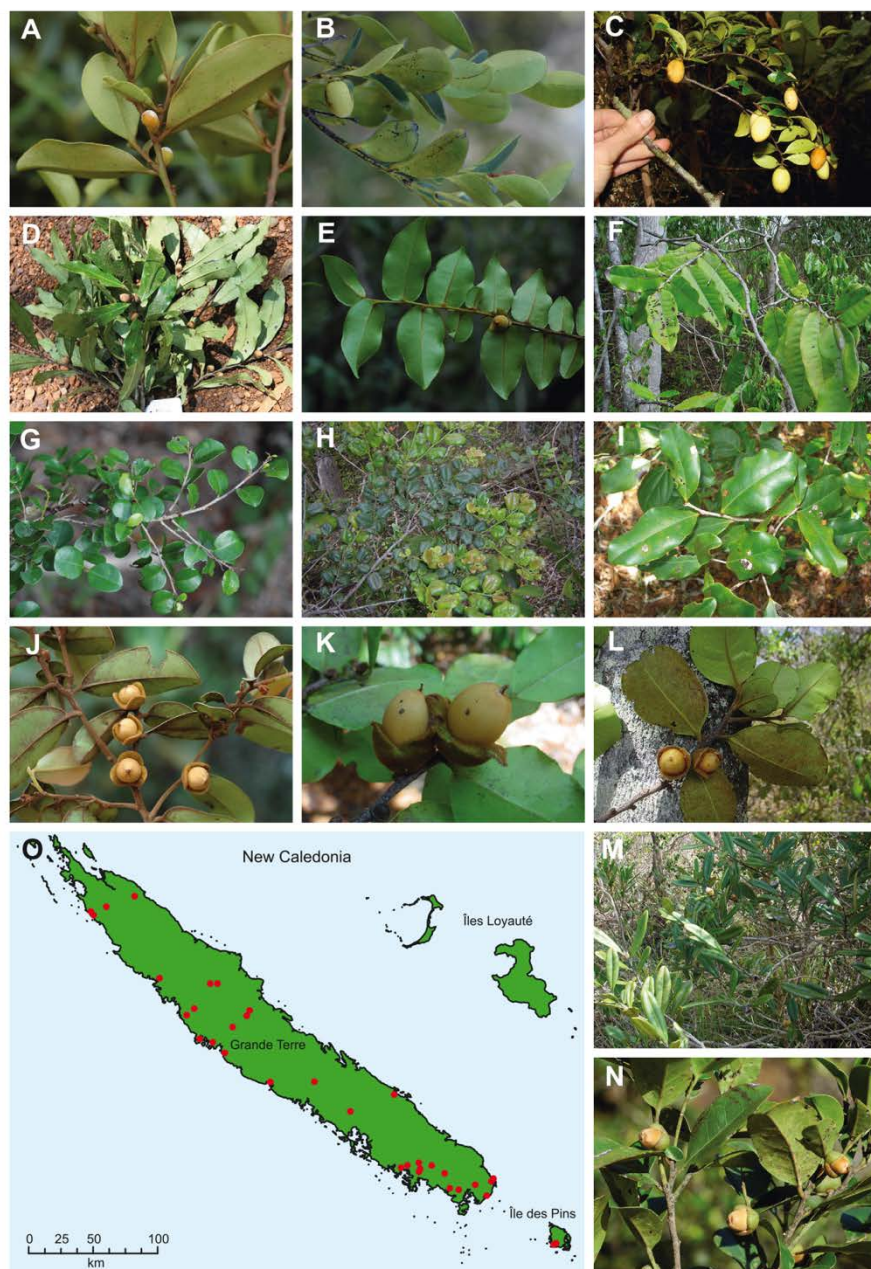 A
B
C
D
E
F
G
H
I
J
K
L
O
New Caledonia
Îles Loyauté
Grande Terre
Île des Pins
0 25 50 100
km
M
N